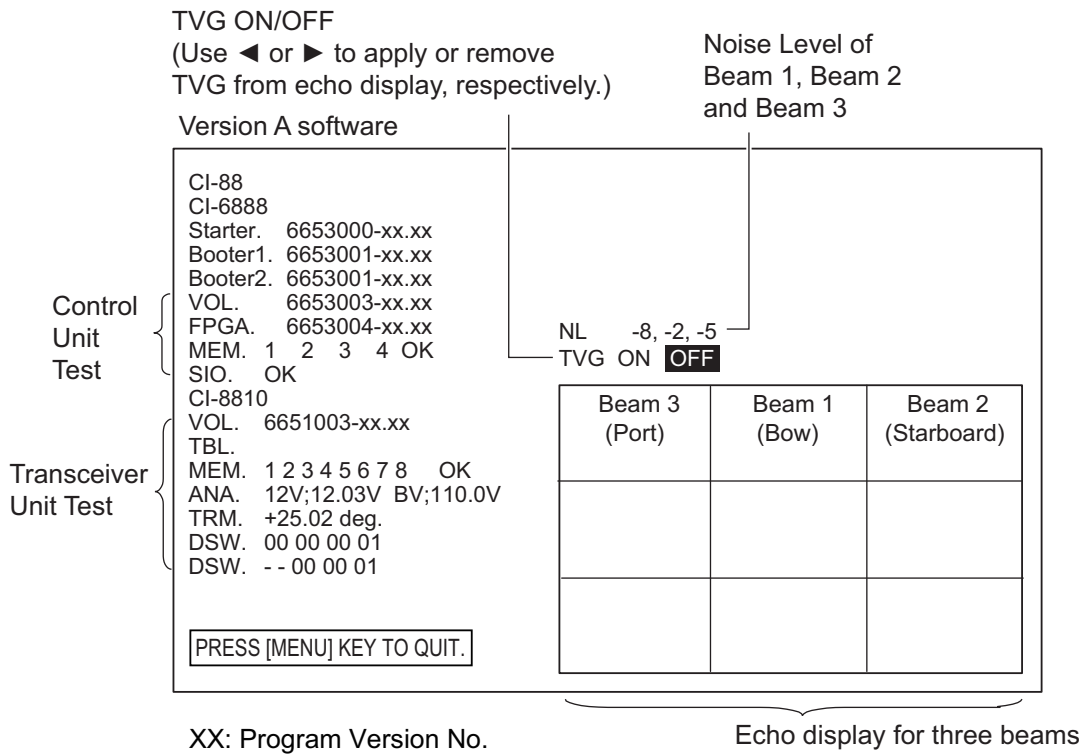 TVG ON/OFF
(Use ◄ or ► to apply or remove
TVG from echo display, respectively.)
Noise Level of
Beam 1, Beam 2
and Beam 3
Version A software
CI-88
CI-6888
Starter. 6653000-xx.xx
Booter1. 6653001-xx.xx
Booter2. 6653001-xx.xx
Control
Unit
Test
VOL. 6653003-xx.xx
FPGA. 6653004-xx.xx
MEM. 1 2 3 4 OK
SIO. OK
CI-8810
Transceiver
Unit Test
VOL. 6651003-xx.xx
TBL.
MEM. 1 2 3 4 5 6 7 8 OK
ANA. 12V;12.03V BV;110.0V
TRM. +25.02 deg.
DSW. 00 00 00 01
DSW. - - 00 00 01
PRESS [MENU] KEY TO QUIT.
NL -8, -2, -5
TVG ON OFF
Beam 3
(Port)
Beam 1
(Bow)
Beam 2
(Starboard)
XX: Program Version No.
Echo display for three beams